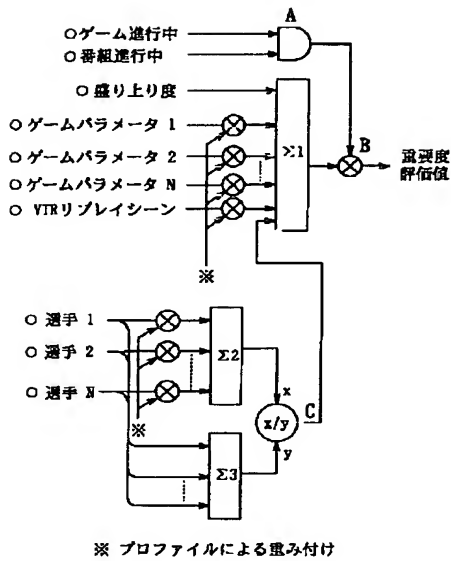 A
○ゲーム進行中
○番組進行中
○盛り上り度
○ゲームパラメータ 1
○ゲームパラメータ 2
○ゲームパラメータ N
○ VTRリプレイシーン
Σ1
B
重要度
評価値
※
○ 選手 1
○ 選手 2
○ 選手 N
Σ2
※
x
x/y
C
y
Σ3
※ プロファイルによる重み付け